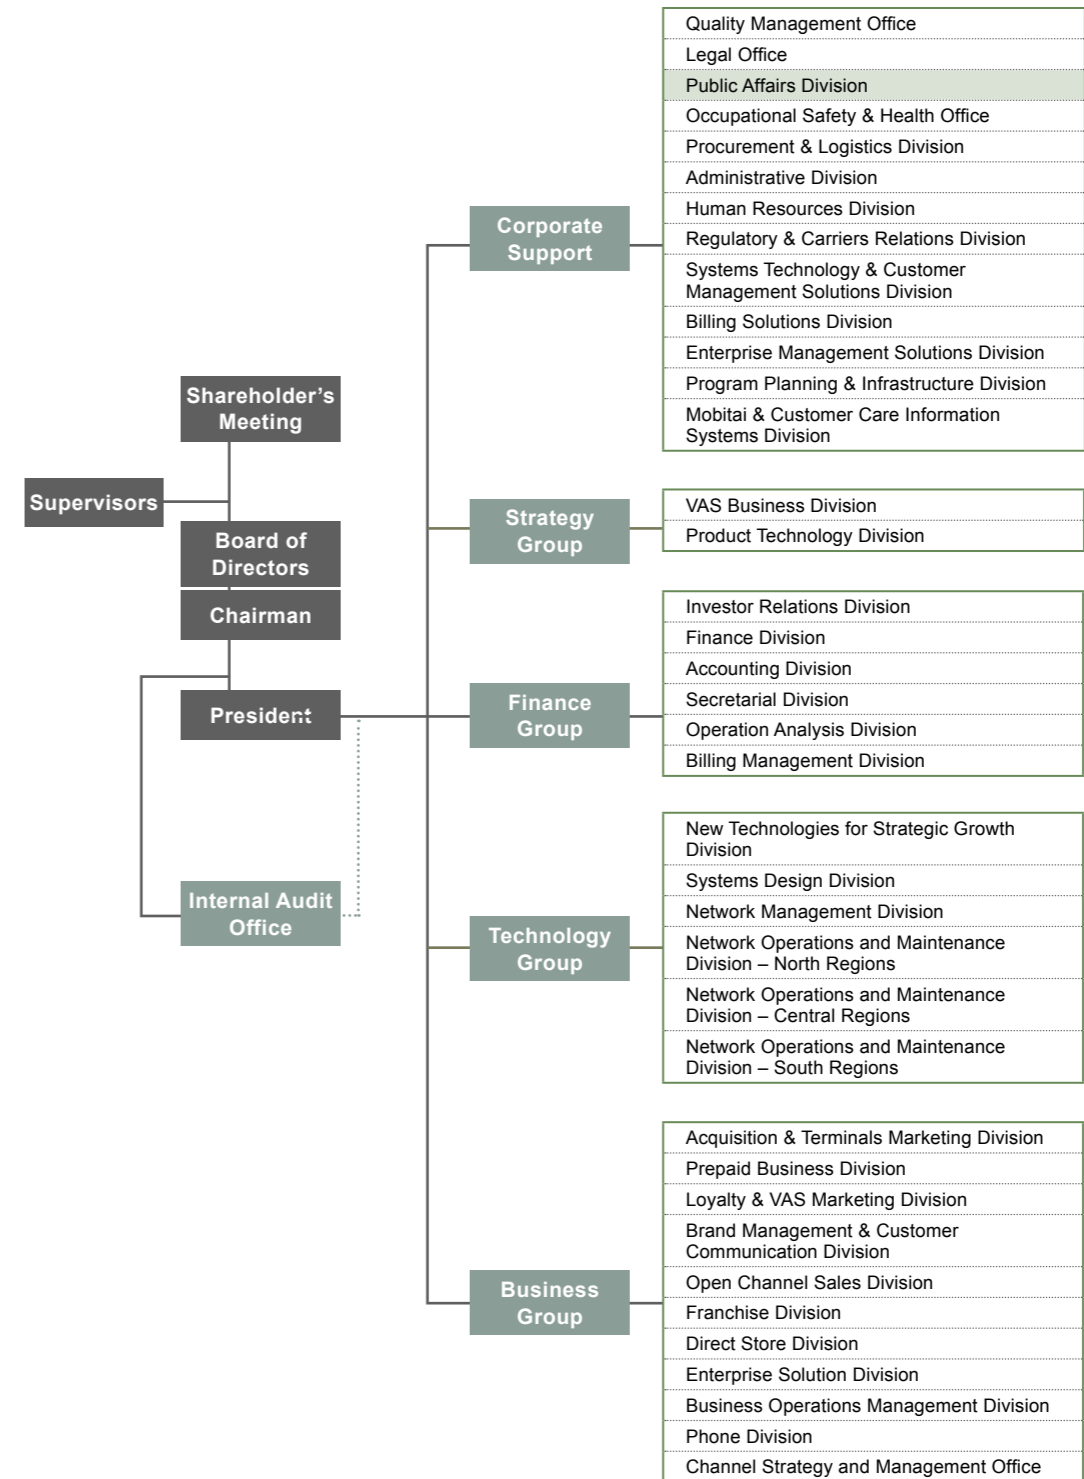 Shareholder’s
Meeting
Supervisors
Board of
Directors
Chairman
President
Internal Audit
Office
Corporate
Support
Quality Management Office
Legal Office
Public Affairs Division
Occupational Safety & Health Office
Procurement & Logistics Division
Administrative Division
Human Resources Division
Regulatory & Carriers Relations Division
Systems Technology & Customer
Management Solutions Division
Billing Solutions Division
Enterprise Management Solutions Division
Program Planning & Infrastructure Division
Mobitai & Customer Care Information
Systems Division
Strategy
Group
VAS Business Division
Product Technology Division
Finance
Group
Investor Relations Division
Finance Division
Accounting Division
Secretarial Division
Operation Analysis Division
Billing Management Division
Technology
Group
New Technologies for Strategic Growth
Division
Systems Design Division
Network Management Division
Network Operations and Maintenance
Division – North Regions
Network Operations and Maintenance
Division – Central Regions
Network Operations and Maintenance
Division – South Regions
Business
Group
Acquisition & Terminals Marketing Division
Prepaid Business Division
Loyalty & VAS Marketing Division
Brand Management & Customer
Communication Division
Open Channel Sales Division
Franchise Division
Direct Store Division
Enterprise Solution Division
Business Operations Management Division
Phone Division
Channel Strategy and Management Office